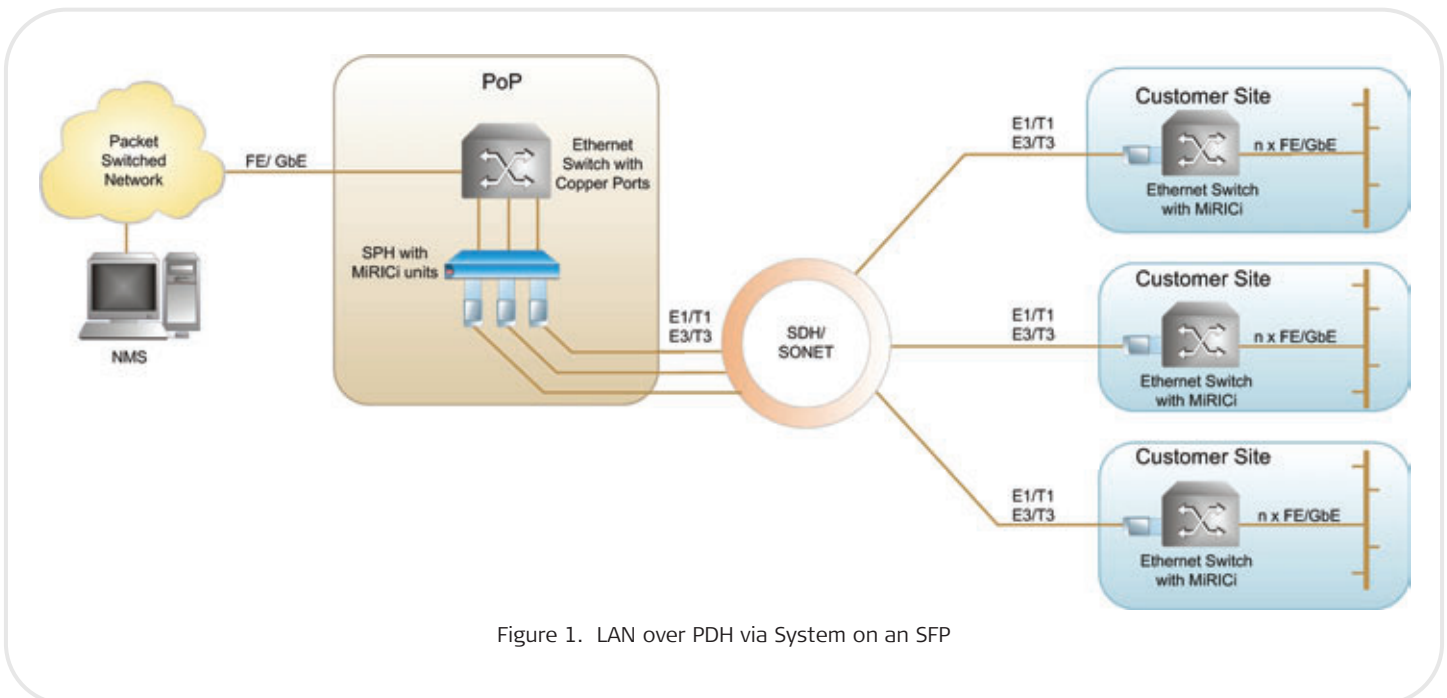 PoP
Packet
Switched
Network
FE/ GbE
Ethernet
Switch with
Copper Ports
SPH with
MiRICi units
NMS
E1/T1
E3/T3
SDH/
SONET
E1/T1
E3/T3
Customer Site
n x FE/GbE
Ethernet Switch
with MiRICi
E1/T1
E3/T3
Customer Site
n x FE/GbE
Ethernet Switch
with MiRICi
E1/T1
E3/T3
Customer Site
n x FE/GbE
Ethernet Switch
with MiRICi
Figure 1. LAN over PDH via System on an SFP